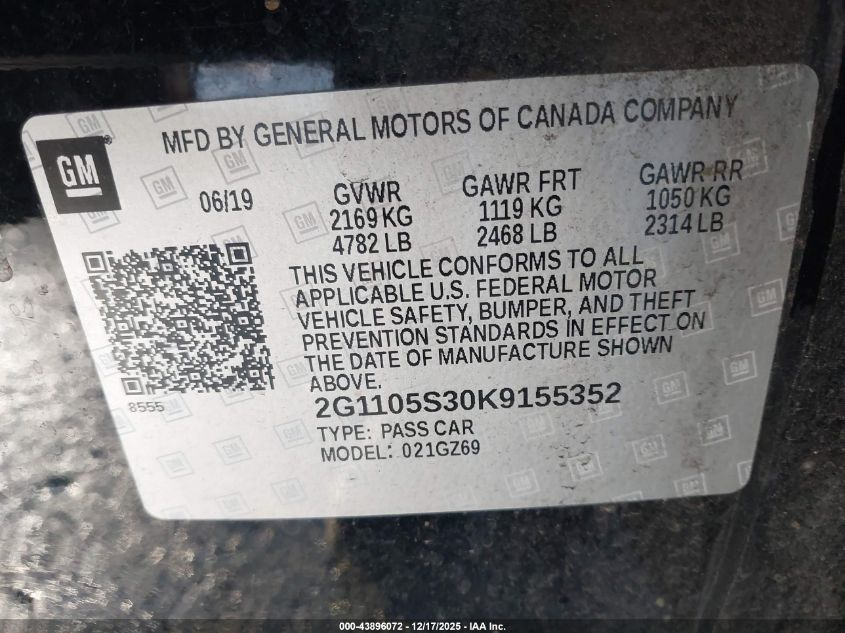 MFD BY GENERAL MOTORS OF CANADA COMPANY
GM
06/19
GVWR
2169 KG
4782 LB
GAWR FRT
1119 KG
2468 LB
GAWR RR
1050 KG
2314 LB
THIS VEHICLE CONFORMS TO ALL
APPLICABLE U.S. FEDERAL MOTOR
VEHICLE SAFETY, BUMPER, AND THEFT
PREVENTION STANDARDS IN EFFECT ON
THE DATE OF MANUFACTURE SHOWN
ABOVE.
8555
2G1105S30K9155352
TYPE: PASS CAR
MODEL: 021GZ69
000-43896072 / 12/17/2025 - IAA Inc.